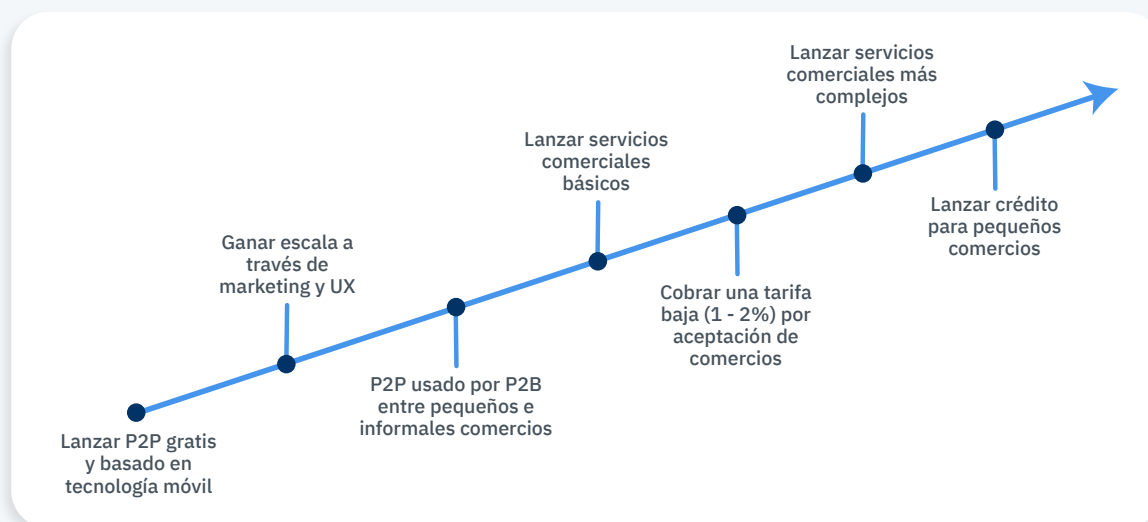 Lanzar P2P gratis
y basado en
tecnología móvil
Ganar escala a
través de
marketing y UX
P2P usado por P2B
entre pequeños e
informales comercios
Lanzar servicios
comerciales
básicos
Cobrar una tarifa
baja (1 - 2%) por
aceptación de
comercios
Lanzar servicios
comerciales más
complejos
Lanzar crédito
para pequeños
comercios